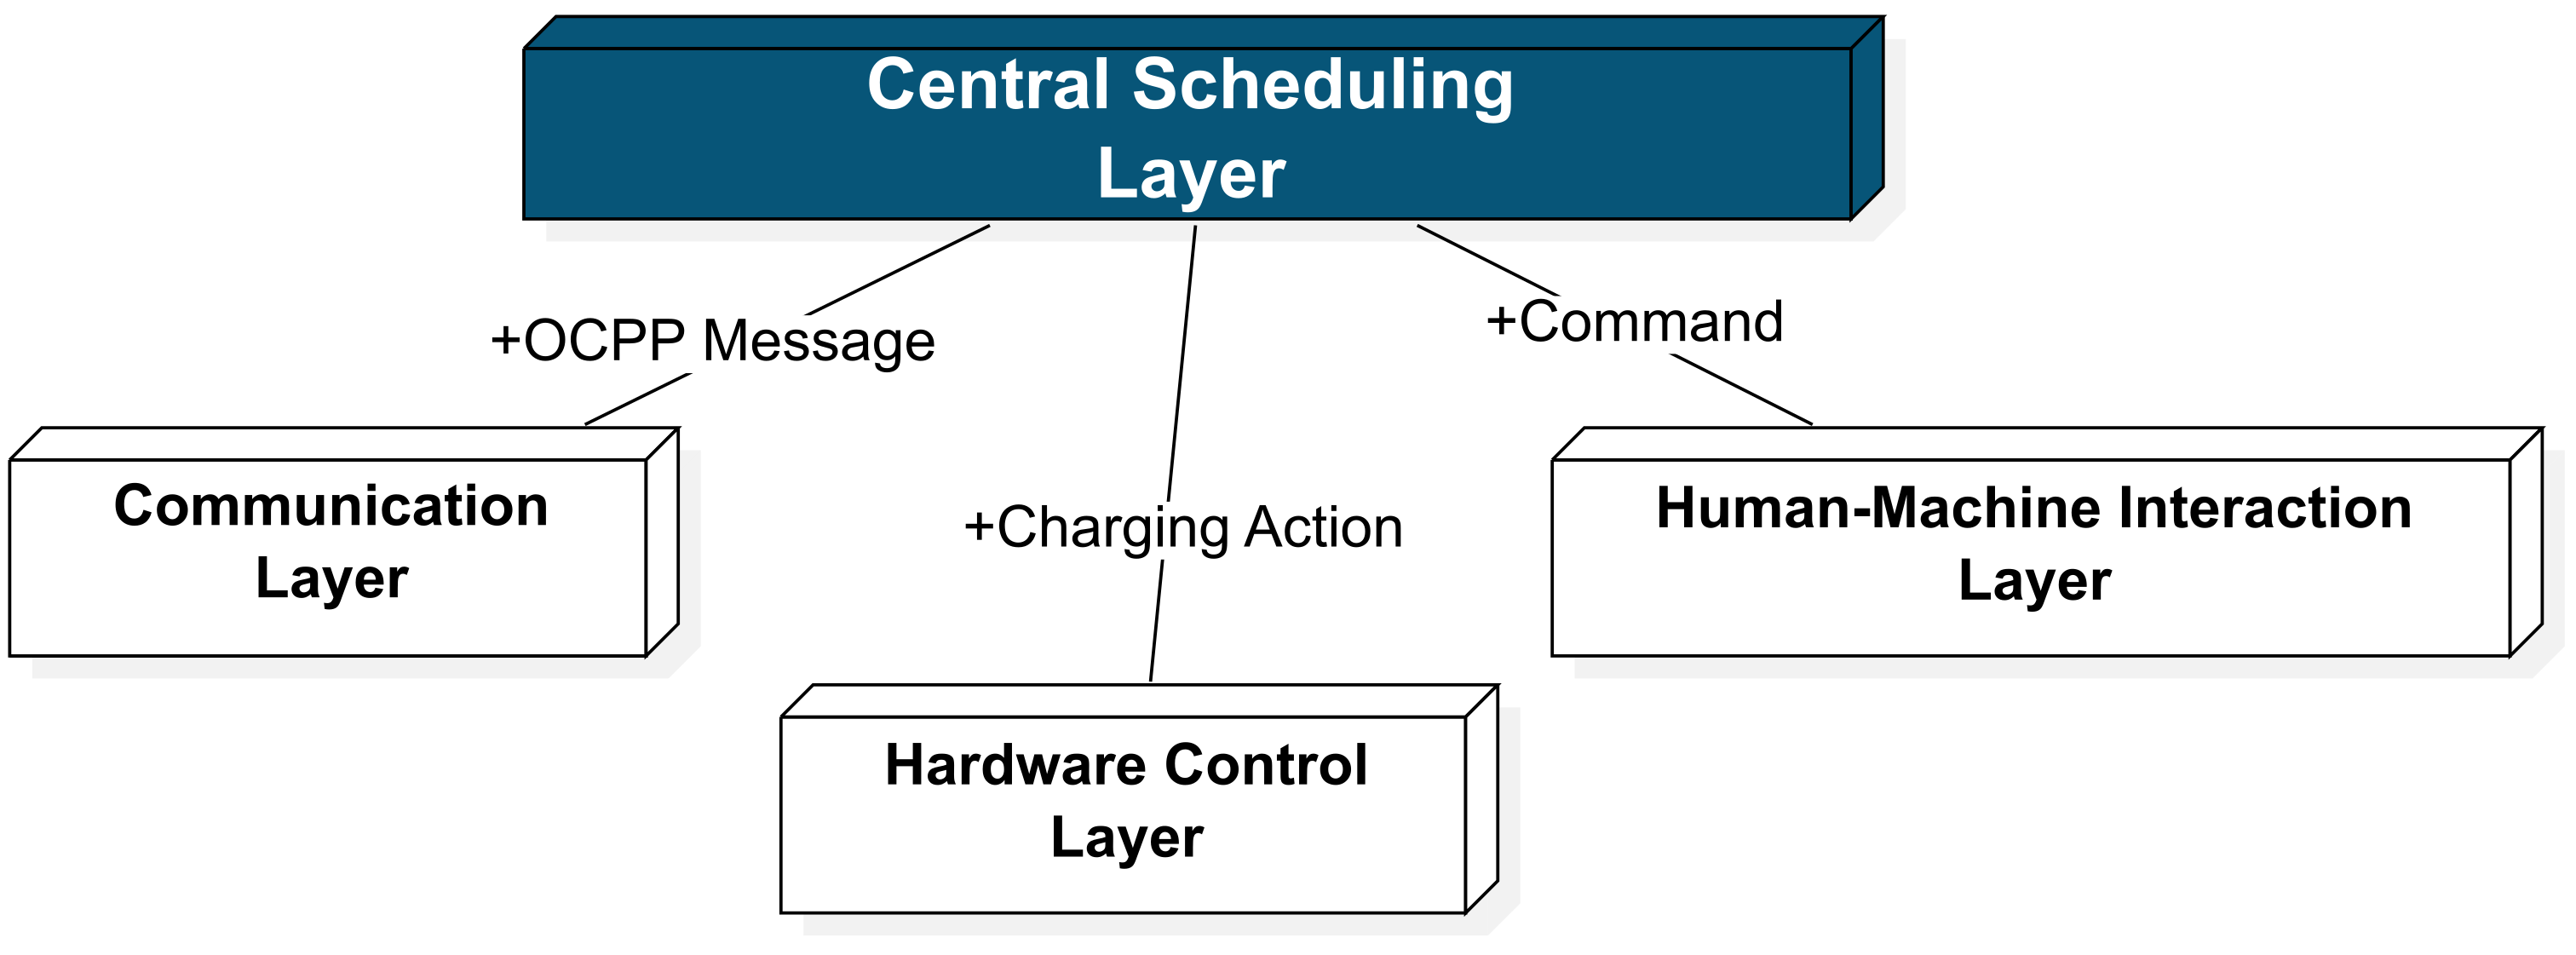 Central Scheduling
Layer
+OCPP Message
+Command
Communication
Layer
+Charging Action
Human-Machine Interaction
Layer
Hardware Control
Layer